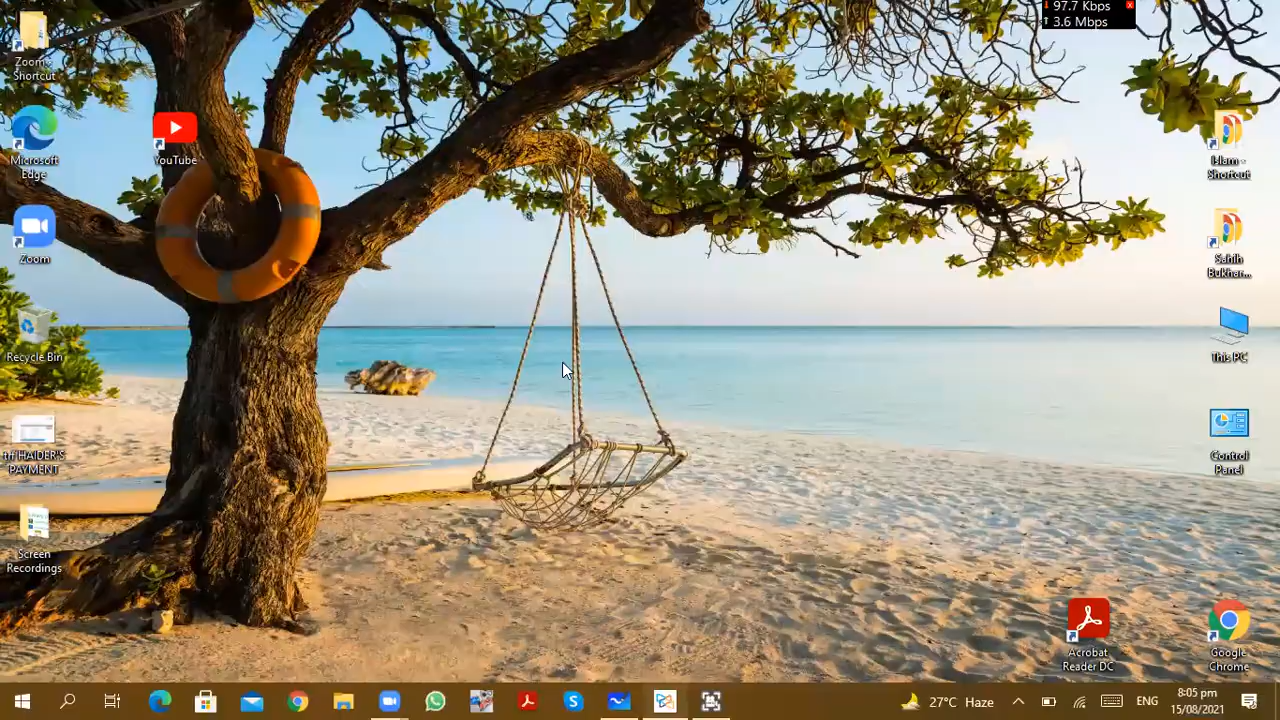 97.7 Kbps
3.6 Mbps
Zoom -
Shortcut
Microsoft
Edge
YouTube
Zoom
Recycle Bin
HAIDER'S
PAYMENT
Screen
Recordings
Islam -
Shortcut
Sahih
Bukhar...
This PC
Control
Panel
Acrobat
Reader DC
Google
Chrome
27°C Haze
ENG
8:05 pm
15/08/2021